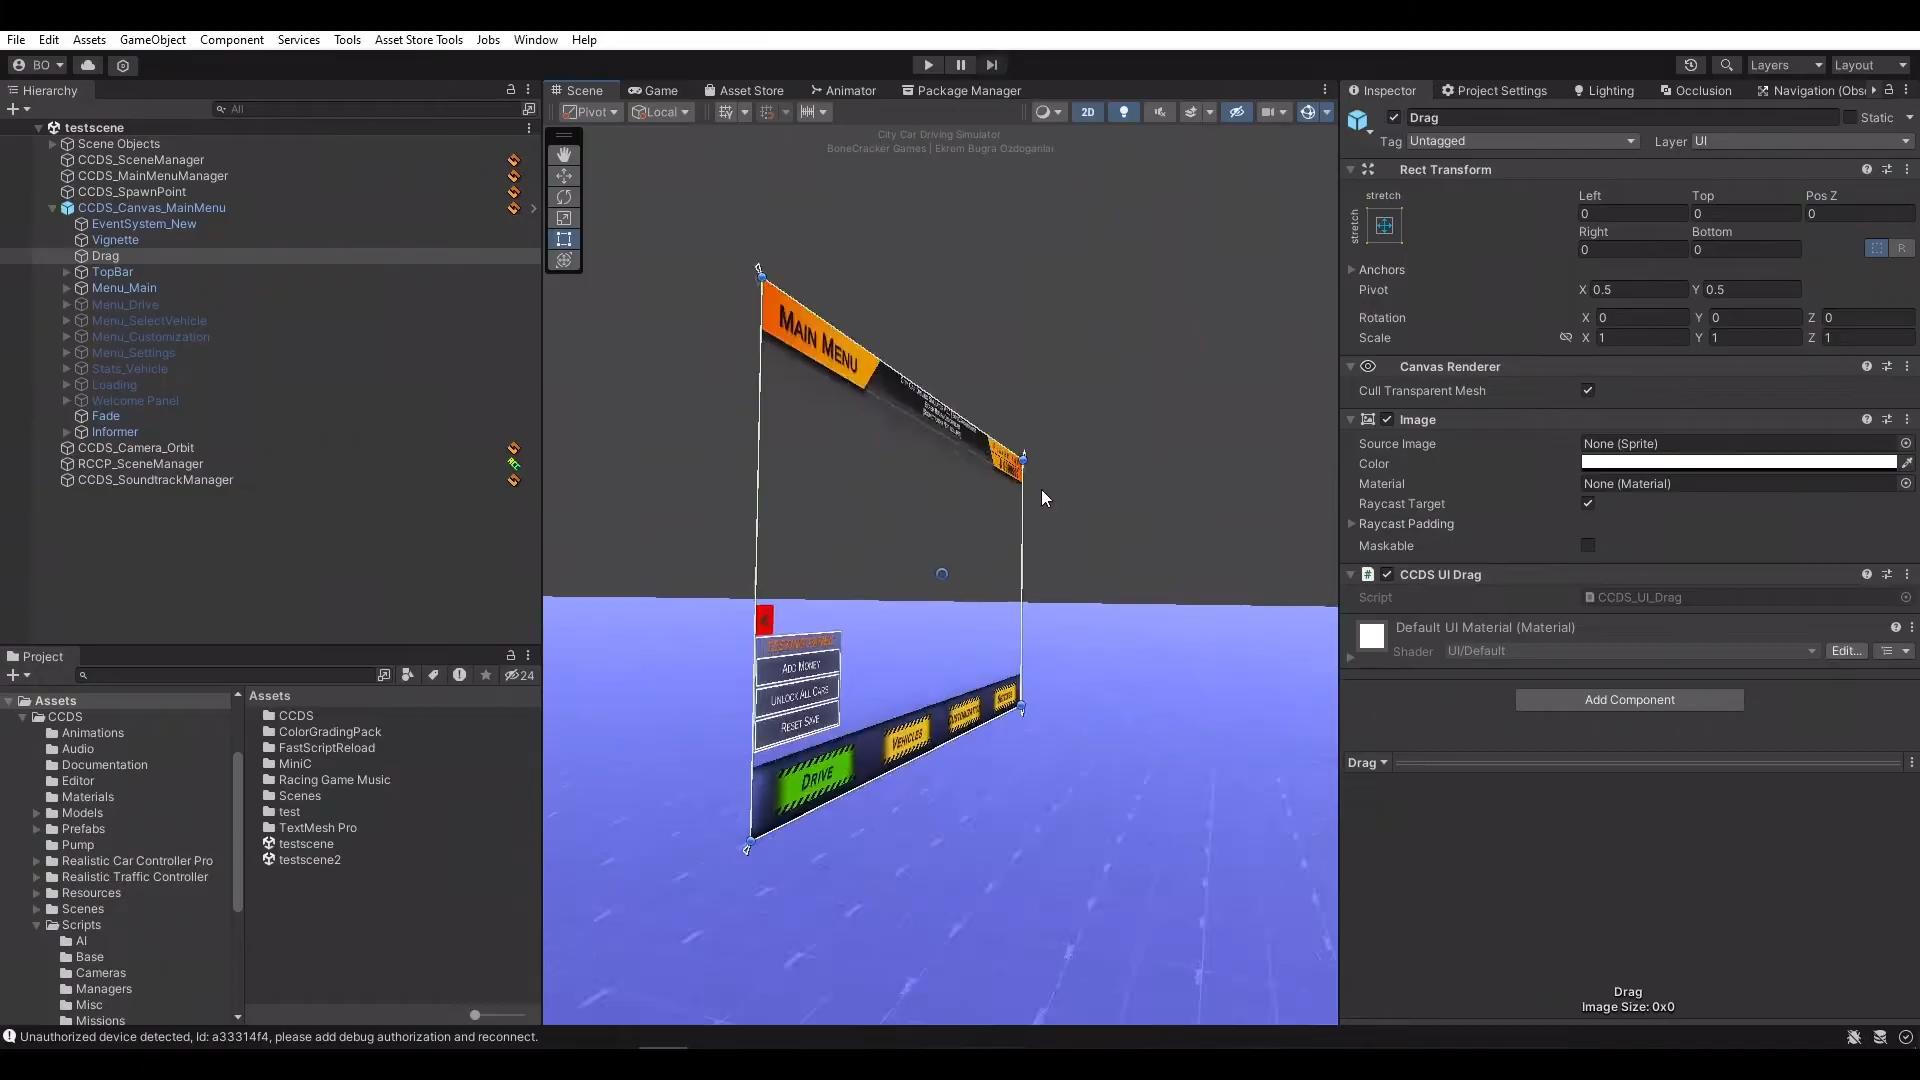 File Edit Assets GameObject Component Services Tools Asset Store Tools Jobs Window Help
BO Layers Layout
Hierarchy
All
testscene
Scene Objects
CCDS_SceneManager
CCDS_MainMenuManager
CCDS_SpawnPoint
CCDS_Canvas_MainMenu
EventSystem_New
Vignette
Drag
TopBar
Menu_Main
Menu_Drive
Menu_SelectVehicle
Menu_Customization
Menu_Settings
Stats_Vehicle
Loading
Welcome Panel
Fade
Informer
CCDS_Camera_Orbit
RCCP_SceneManager
CCDS_SoundtrackManager
Project
24
Assets
CCDS
Animations
Audio
Documentation
Editor
Materials
Models
Prefabs
Pump
Realistic Car Controller Pro
Realistic Traffic Controller
Resources
Scenes
Scripts
AI
Base
Cameras
Managers
Misc
Missions
Assets
CCDS
ColorGradingPack
FastScriptReload
MiniC
Racing Game Music
Scenes
test
TextMesh Pro
testscene
testscene2
Scene Game Asset Store Animator Package Manager
Pivot Local 2D
City Car Driving Simulator
BoneCracker Games | Ekrem Bugra Ozdoganlar
MAIN MENU
ADD MONEY
UNLOCK ALL CARS
RESET SAVE
DRIVE
VEHICLES
Inspector Project Settings Lighting Occlusion Navigation (Obs
Drag Static
Tag Untagged Layer UI
Rect Transform
stretch
stretch
Left Top Pos Z
0 0 0
Right Bottom
0 0
R
Anchors
Pivot X 0.5 Y 0.5
Rotation X 0 Y 0 Z 0
Scale X 1 Y 1 Z 1
Canvas Renderer
Cull Transparent Mesh
Image
Source Image None (Sprite)
Color
Material None (Material)
Raycast Target
Raycast Padding
Maskable
CCDS UI Drag
Script CCDS_UI_Drag
Default UI Material (Material)
Shader UI/Default Edit...
Add Component
Drag
Drag
Image Size: 0x0
Unauthorized device detected, Id: a33314f4, please add debug authorization and reconnect.